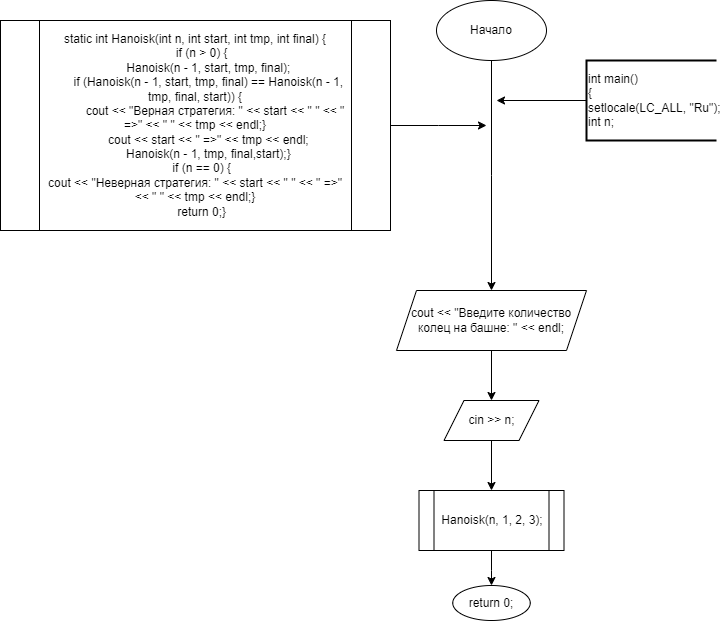 Начало
static int Hanoisk(int n, int start, int tmp, int final) {
if (n > 0) {
Hanoisk(n - 1, start, tmp, final);
if (Hanoisk(n - 1, start, tmp, final) == Hanoisk(n - 1,
tmp, final, start)) {
cout << "Верная стратегия: " << start << " " << "
=>" << " " << tmp << endl;}
cout << start << " =>" << tmp << endl;
Hanoisk(n - 1, tmp, final,start);}
if (n == 0) {
cout << "Неверная стратегия: " << start << " " << " =>"
<< " " << tmp << endl;}
return 0;}
int main()
{
setlocale(LC_ALL, "Ru");
int n;
cout << "Введите количество
колец на башне: " << endl;
cin >> n;
Hanoisk(n, 1, 2, 3);
return 0;